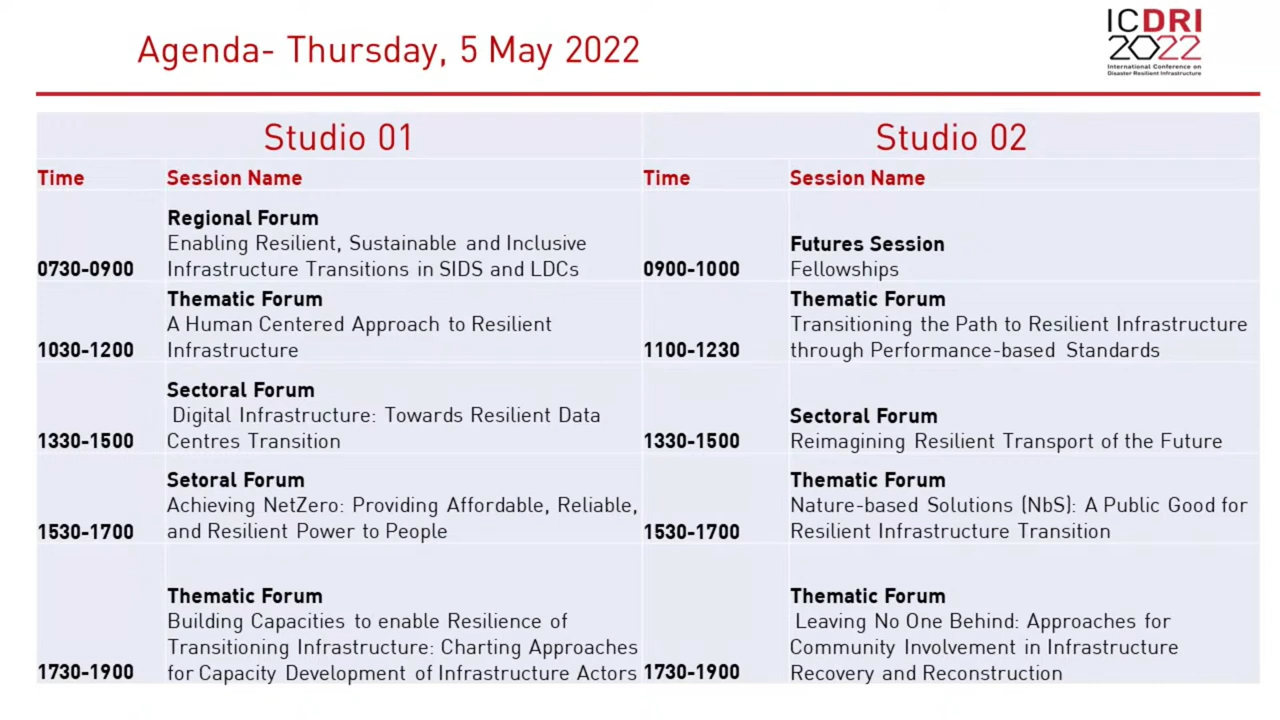 Agenda- Thursday, 5 May 2022
ICDRI
2022
International Conference on
Disaster Resilient Infrastructure
Studio 01
Time
Session Name
0730-0900
Regional Forum
Enabling Resilient, Sustainable and Inclusive
Infrastructure Transitions in SIDS and LDCs
1030-1200
Thematic Forum
A Human Centered Approach to Resilient
Infrastructure
1330-1500
Sectoral Forum
Digital Infrastructure: Towards Resilient Data
Centres Transition
1530-1700
Setoral Forum
Achieving NetZero: Providing Affordable, Reliable,
and Resilient Power to People
1730-1900
Thematic Forum
Building Capacities to enable Resilience of
Transitioning Infrastructure: Charting Approaches
for Capacity Development of Infrastructure Actors
Studio 02
Time
Session Name
0900-1000
Futures Session
Fellowships
1100-1230
Thematic Forum
Transitioning the Path to Resilient Infrastructure
through Performance-based Standards
1330-1500
Sectoral Forum
Reimagining Resilient Transport of the Future
1530-1700
Thematic Forum
Nature-based Solutions (NbS): A Public Good for
Resilient Infrastructure Transition
1730-1900
Thematic Forum
Leaving No One Behind: Approaches for
Community Involvement in Infrastructure
Recovery and Reconstruction